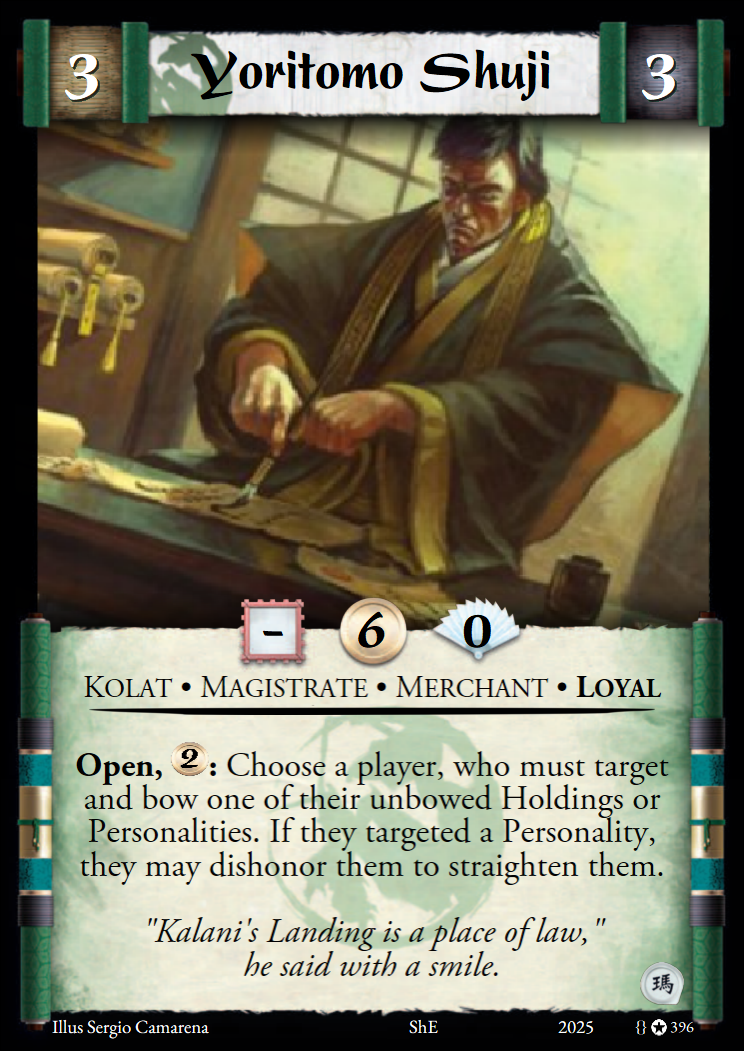 3 Yoritomo Shuji 3
- 6 0
KOLAT • MAGISTRATE • MERCHANT • LOYAL
Open, 2: Choose a player, who must target
and bow one of their unbowed Holdings or
Personalities. If they targeted a Personality,
they may dishonor them to straighten them.
"Kalani's Landing is a place of law,"
he said with a smile.
瑪
Illus Sergio Camarena ShE 2025 {} ✪ 396